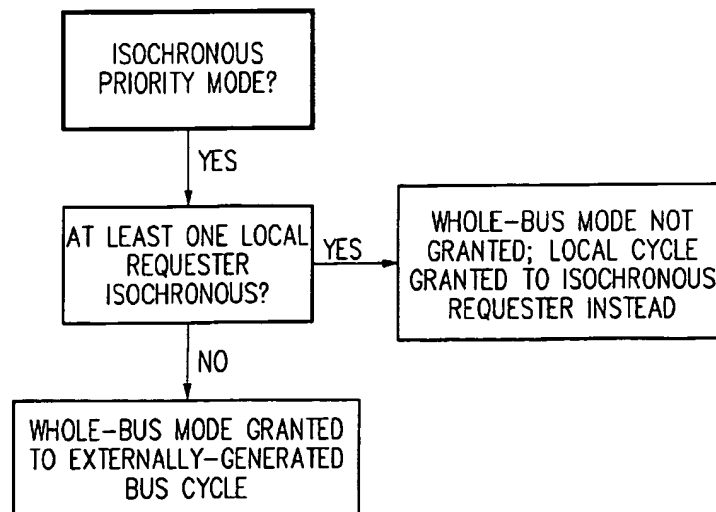 ISOCHRONOUS
PRIORITY MODE?
YES
AT LEAST ONE LOCAL
REQUESTER
ISOCHRONOUS?
YES
WHOLE-BUS MODE NOT
GRANTED; LOCAL CYCLE
GRANTED TO ISOCHRONOUS
REQUESTER INSTEAD
NO
WHOLE-BUS MODE GRANTED
TO EXTERNALLY-GENERATED
BUS CYCLE